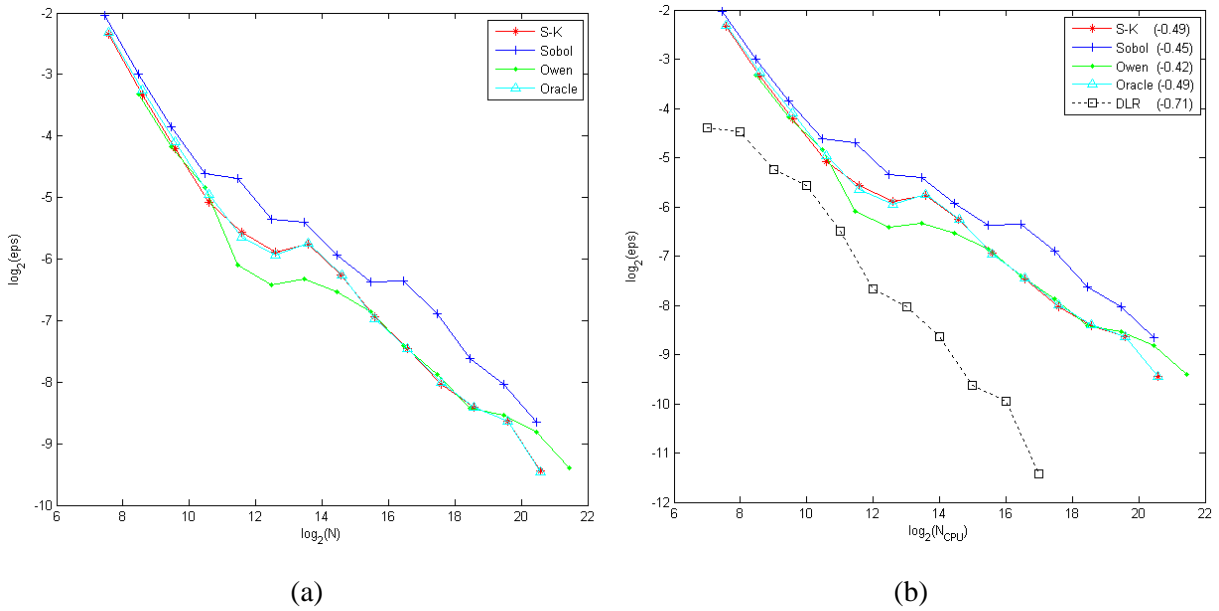 -2
-3
-4
-5
-6
-7
-8
-9
-10
log2(eps)
6 8 10 12 14 16 18 20 22
log2(N)
S-K
Sobol
Owen
Oracle
(a)
-2
-3
-4
-5
-6
-7
-8
-9
-10
-11
-12
log2(eps)
6 8 10 12 14 16 18 20 22
log2(NCPU)
S-K (-0.49)
Sobol (-0.45)
Owen (-0.42)
Oracle (-0.49)
DLR (-0.71)
(b)